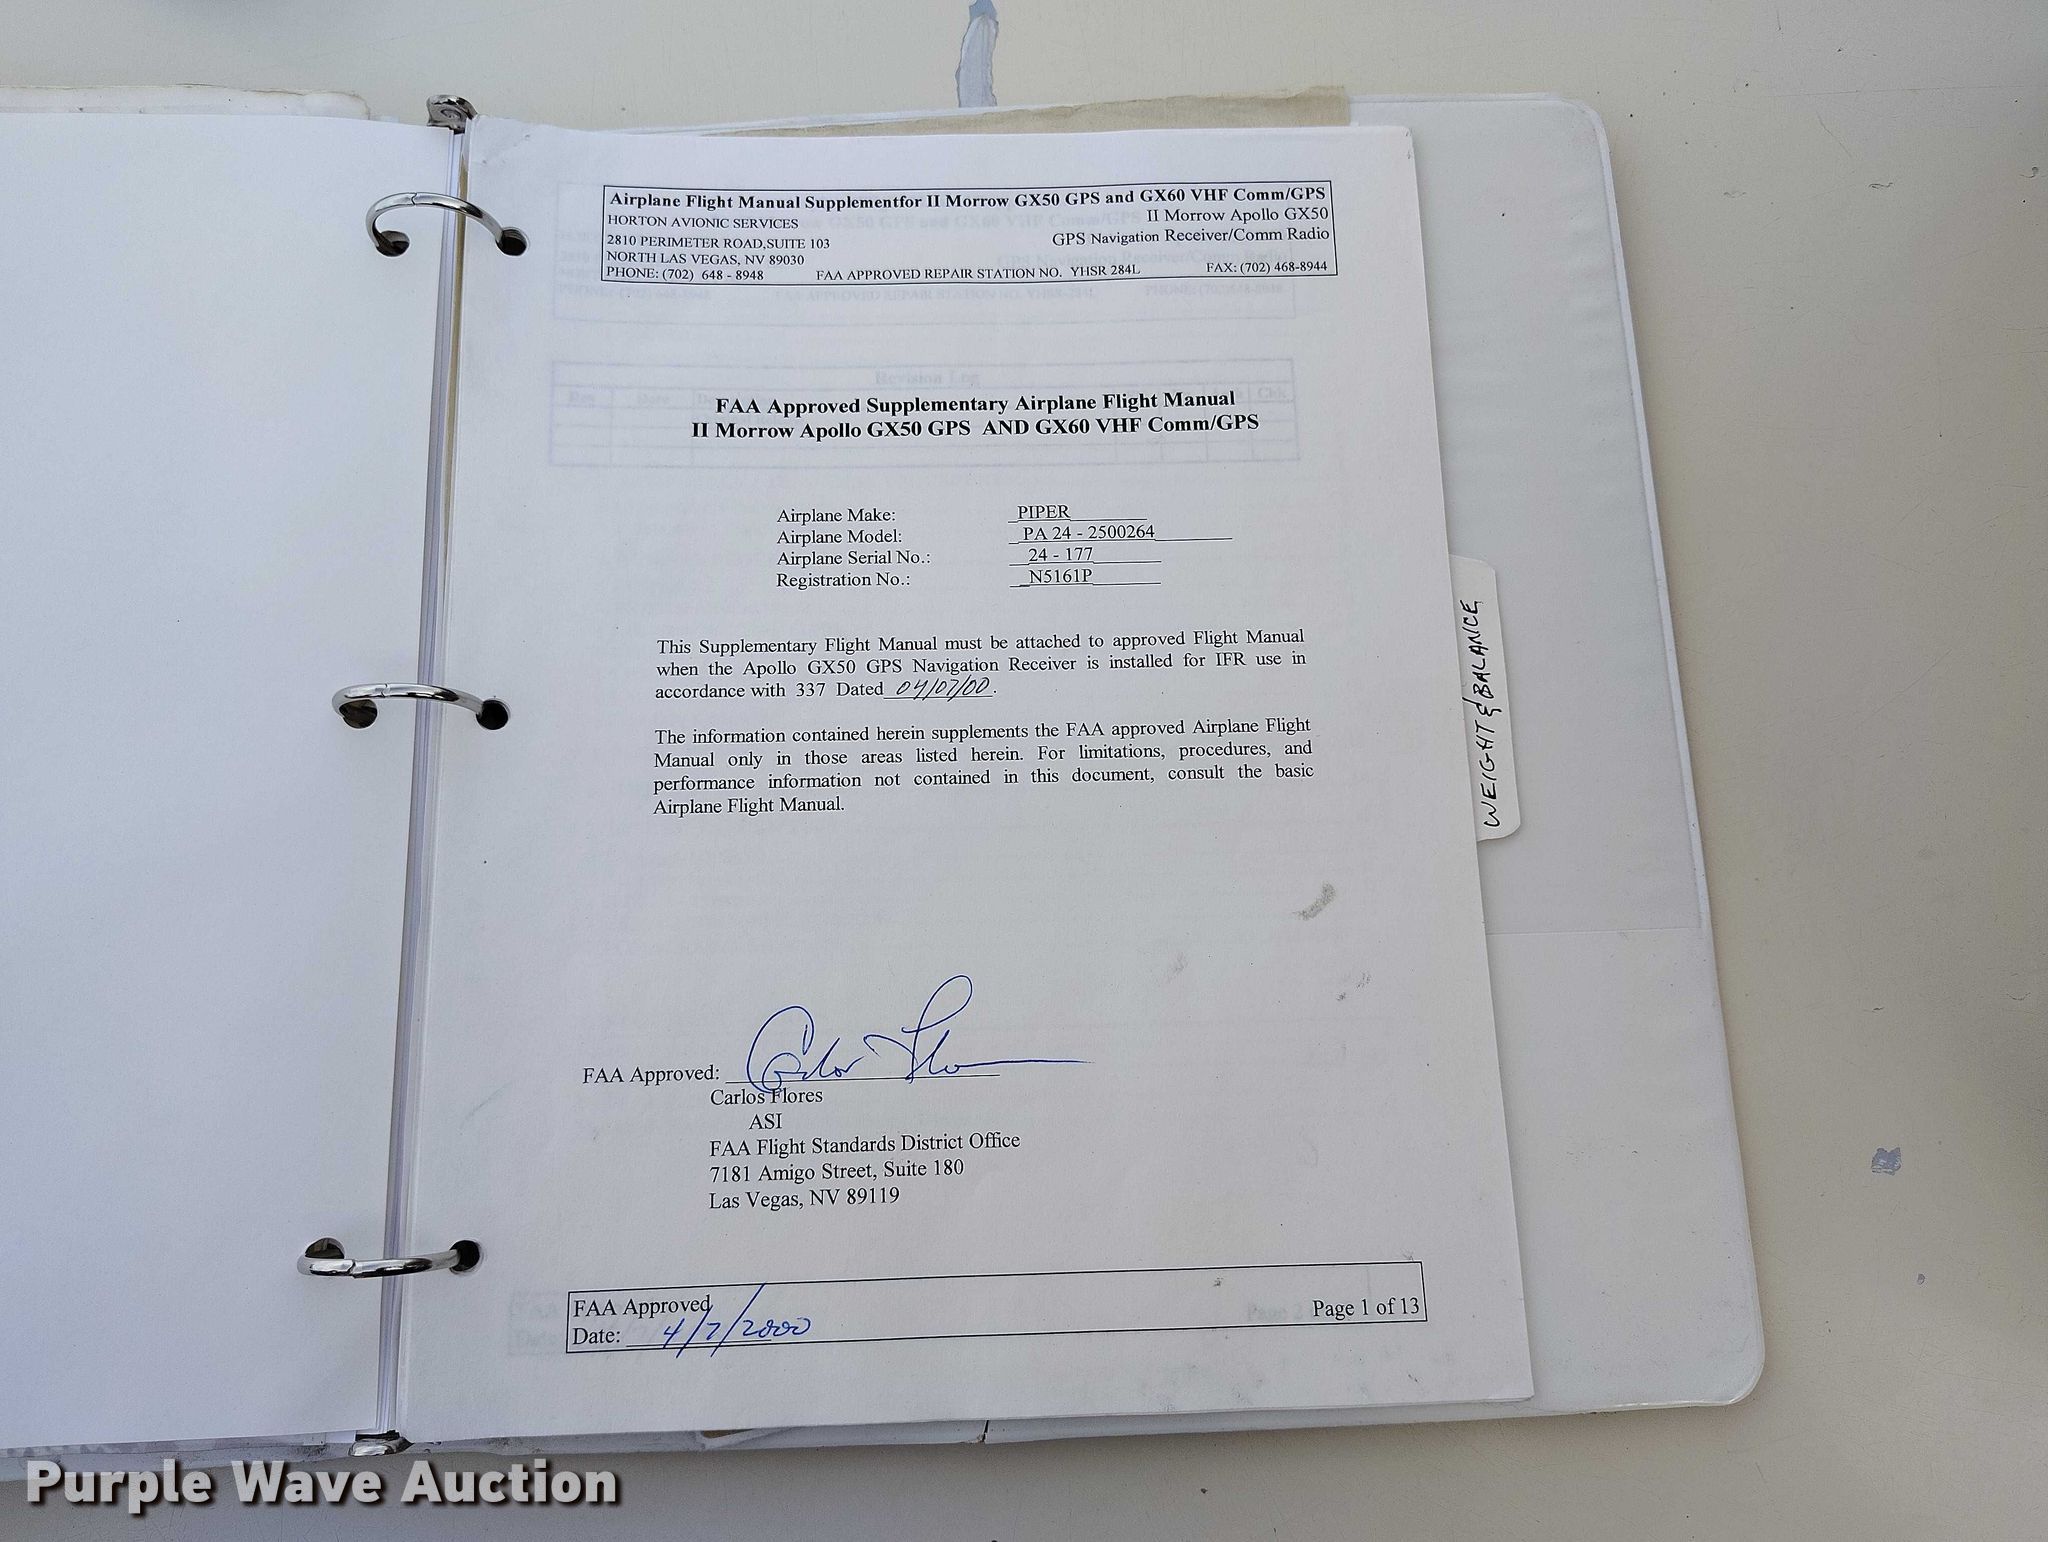 Airplane Flight Manual Supplementfor II Morrow GX50 GPS and GX60 VHF Comm/GPS
HORTON AVIONIC SERVICES II Morrow Apollo GX50
2810 PERIMETER ROAD,SUITE 103 GPS Navigation Receiver/Comm Radio
NORTH LAS VEGAS, NV 89030
PHONE: (702) 648 - 8948 FAA APPROVED REPAIR STATION NO. YHSR 284L FAX: (702) 468-8944
Revision Log
FAA Approved Supplementary Airplane Flight Manual
II Morrow Apollo GX50 GPS AND GX60 VHF Comm/GPS
Airplane Make: PIPER
Airplane Model: PA 24 - 2500264
Airplane Serial No.: 24 - 177
Registration No.: N5161P
This Supplementary Flight Manual must be attached to approved Flight Manual
when the Apollo GX50 GPS Navigation Receiver is installed for IFR use in
accordance with 337 Dated 04/07/00.
The information contained herein supplements the FAA approved Airplane Flight
Manual only in those areas listed herein. For limitations, procedures, and
performance information not contained in this document, consult the basic
Airplane Flight Manual.
WEIGHT & BALANCE
FAA Approved:
Carlos Flores
ASI
FAA Flight Standards District Office
7181 Amigo Street, Suite 180
Las Vegas, NV 89119
FAA Approved
Date: 4/7/2000
Page 1 of 13
Purple Wave Auction